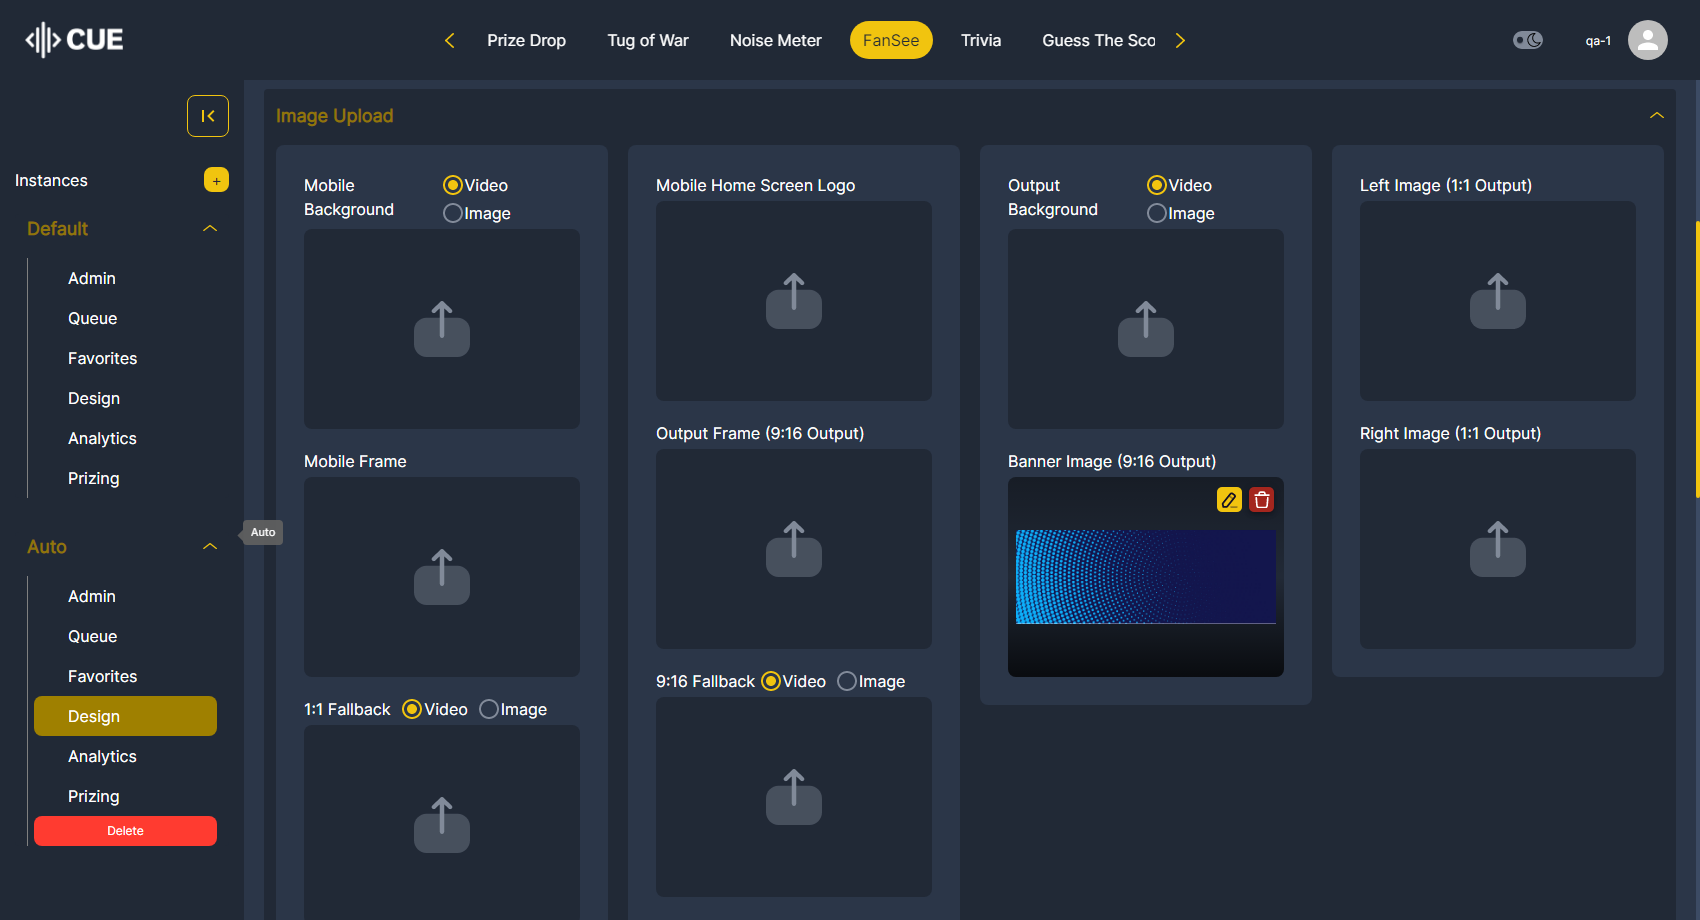 CUE
Prize Drop
Tug of War
Noise Meter
FanSee
Trivia
Guess The Sco
qa-1
Instances
+
Default
Admin
Queue
Favorites
Design
Analytics
Prizing
Auto
Auto
Admin
Queue
Favorites
Design
Analytics
Prizing
Delete
Image Upload
Mobile
Background
Video
Image
Mobile Frame
1:1 Fallback Video Image
Mobile Home Screen Logo
Output Frame (9:16 Output)
9:16 Fallback Video Image
Output
Background
Video
Image
Banner Image (9:16 Output)
Left Image (1:1 Output)
Right Image (1:1 Output)